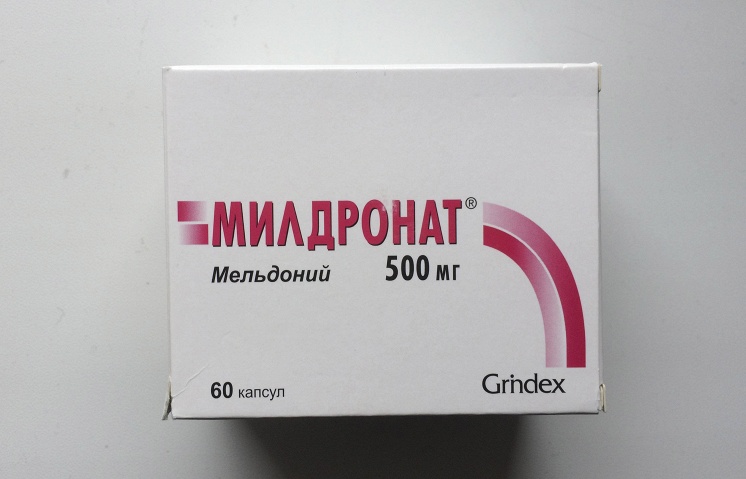 МИЛДРОНАТ®
Мельдоний 500 мг
60 капсул
Grindex